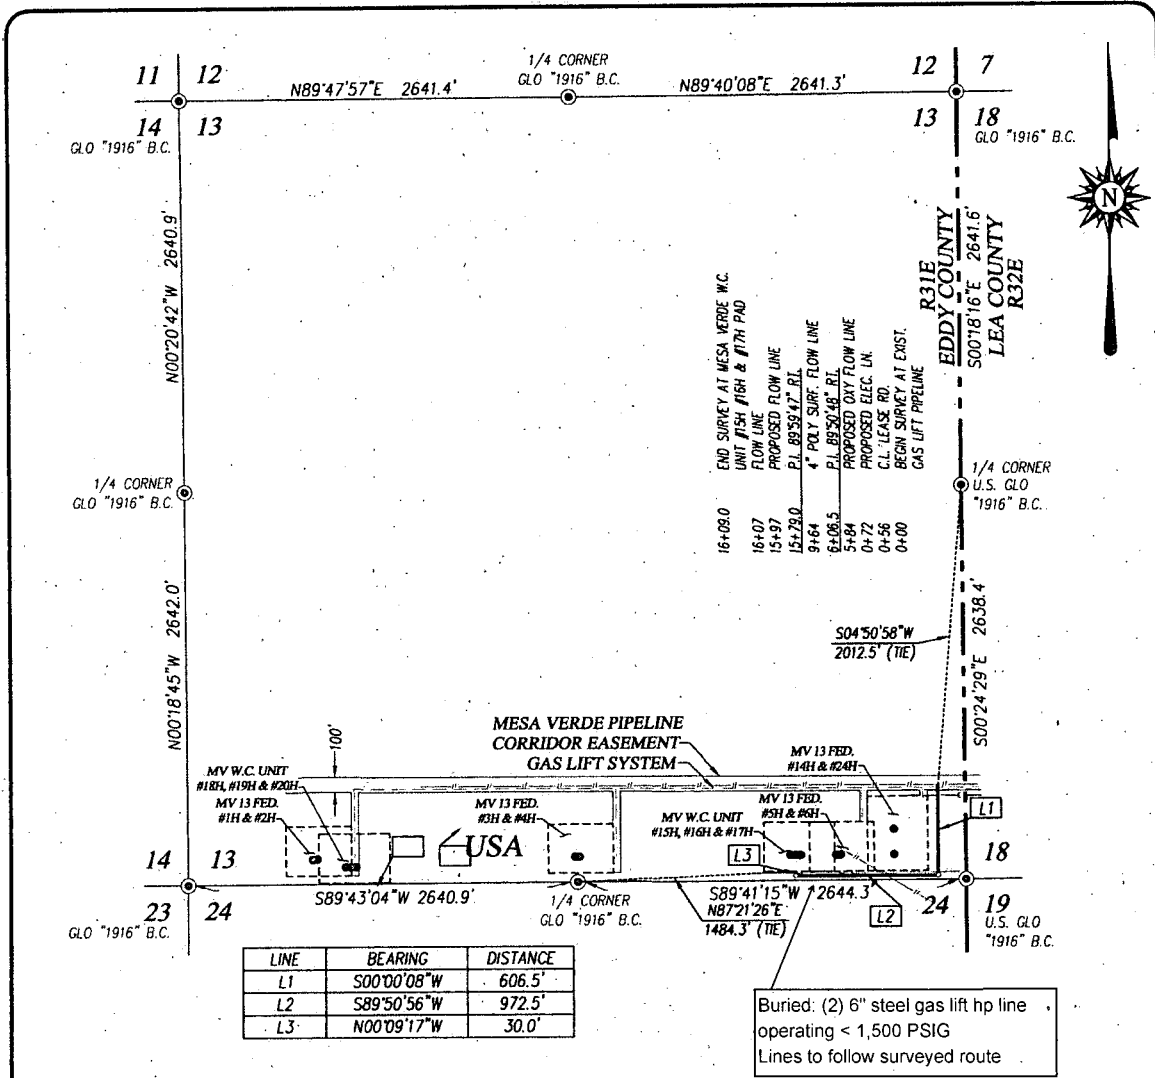 1/4 CORNER
GLO "1916" B.C.
11 12
N89°47'57"E 2641.4'
N89°40'08"E 2641.3'
12 7
14 13
GLO "1916" B.C.
13 18
GLO "1916" B.C.
N
N00°20'42"W 2640.9'
R31E
EDDY COUNTY
S00°18'16"E 2641.6'
LEA COUNTY
R32E
16+09.0 END SURVEY AT MESA VERDE W.C.
UNIT #15H #16H & #17H PAD
16+07 FLOW LINE
15+97 PROPOSED FLOW LINE
15+79.0 P.I. 89°59'47" RT.
9+64 4" POLY SURF. FLOW LINE
6+06.5 P.I. 89°50'48" RT.
5+84 PROPOSED OXY FLOW LINE
0+72 PROPOSED ELEC. LN.
0+56 C.L. LEASE RD.
0+00 BEGIN SURVEY AT EXIST.
GAS LIFT PIPELINE
1/4 CORNER
GLO "1916" B.C.
1/4 CORNER
U.S. GLO
"1916" B.C.
N00°18'45"W 2642.0'
S04°50'58"W
2012.5' (TIE)
S00°24'29"E 2638.4'
100'
MESA VERDE PIPELINE
CORRIDOR EASEMENT
GAS LIFT SYSTEM
MV W.C. UNIT
#18H, #19H & #20H
MV 13 FED.
#1H & #2H
MV 13 FED.
#3H & #4H
MV 13 FED.
#14H & #24H
MV 13 FED.
#5H & #6H
MV W.C. UNIT
#15H, #16H & #17H
L1
L3
USA
14 13
18
S89°43'04"W 2640.9'
S89°41'15"W 2644.3'
1/4 CORNER
GLO "1916" B.C.
N87°21'26"E
1484.3' (TIE)
L2
23 24
GLO "1916" B.C.
24 19
U.S. GLO
"1916" B.C.
LINE BEARING DISTANCE
L1 S00°00'08"W 606.5'
L2 S89°50'56"W 972.5'
L3 N00°09'17"W 30.0'
Buried: (2) 6" steel gas lift hp line
operating < 1,500 PSIG
Lines to follow surveyed route